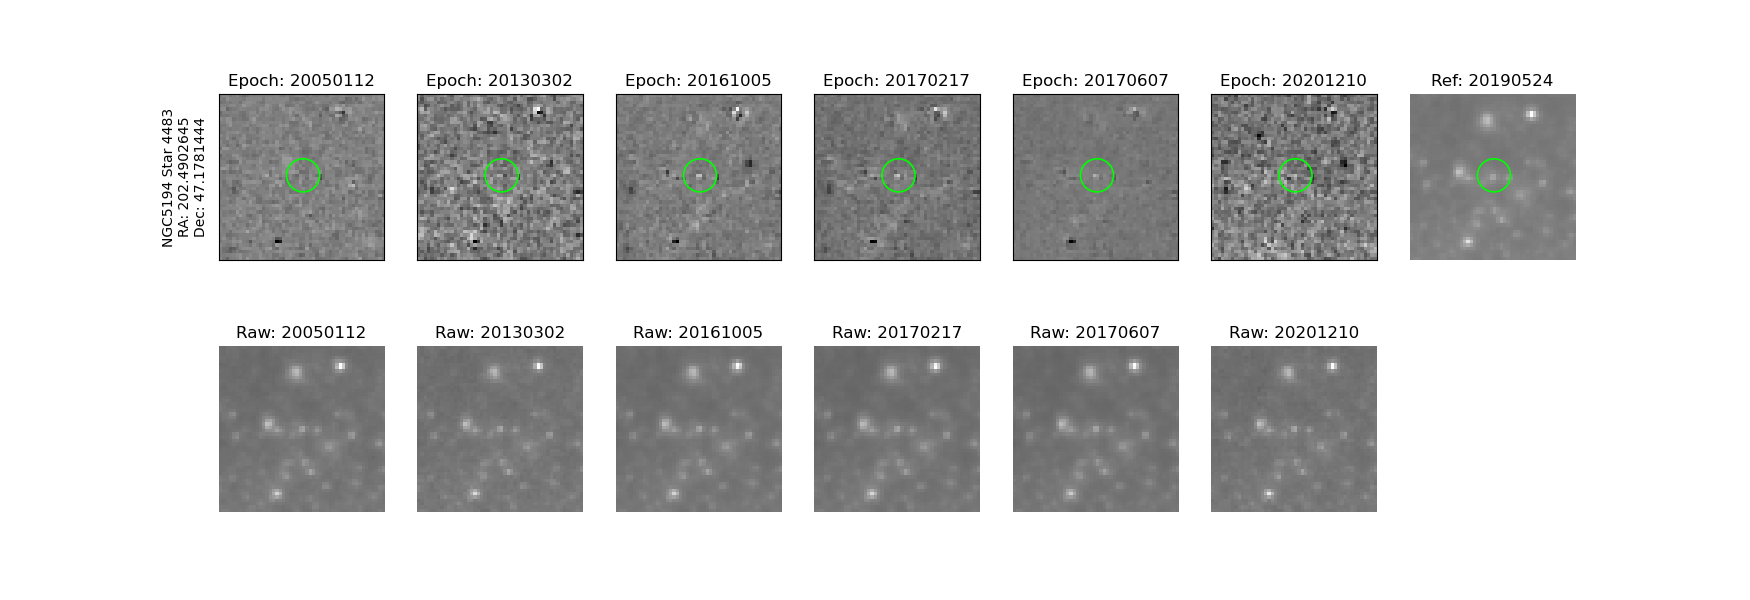 NGC5194 Star 4483
RA: 202.4902645
Dec: 47.1781444
Epoch: 20050112
Epoch: 20130302
Epoch: 20161005
Epoch: 20170217
Epoch: 20170607
Epoch: 20201210
Ref: 20190524
Raw: 20050112
Raw: 20130302
Raw: 20161005
Raw: 20170217
Raw: 20170607
Raw: 20201210